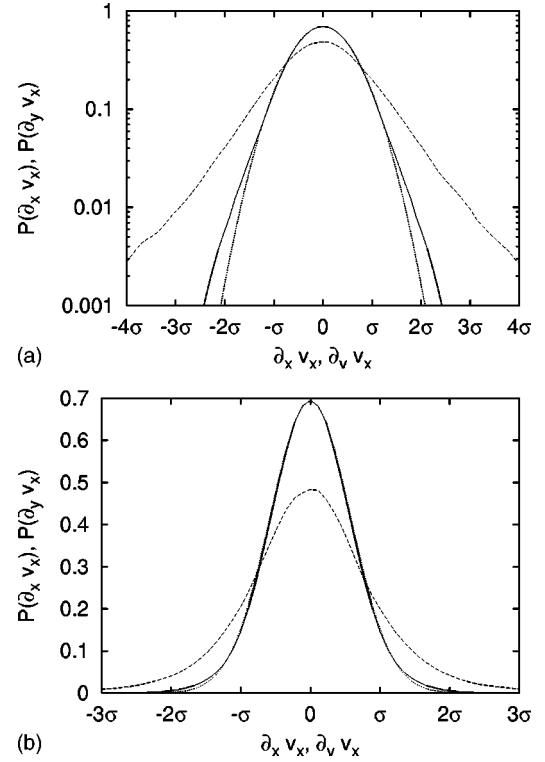 1
0.1
0.01
0.001
P(∂x vx), P(∂y vx)
-4σ -3σ -2σ -σ 0 σ 2σ 3σ 4σ
∂x vx, ∂v vx
(a)
0.7
0.6
0.5
0.4
0.3
0.2
0.1
0
P(∂x vx), P(∂y vx)
-3σ -2σ -σ 0 σ 2σ 3σ
∂x vx, ∂v vx
(b)